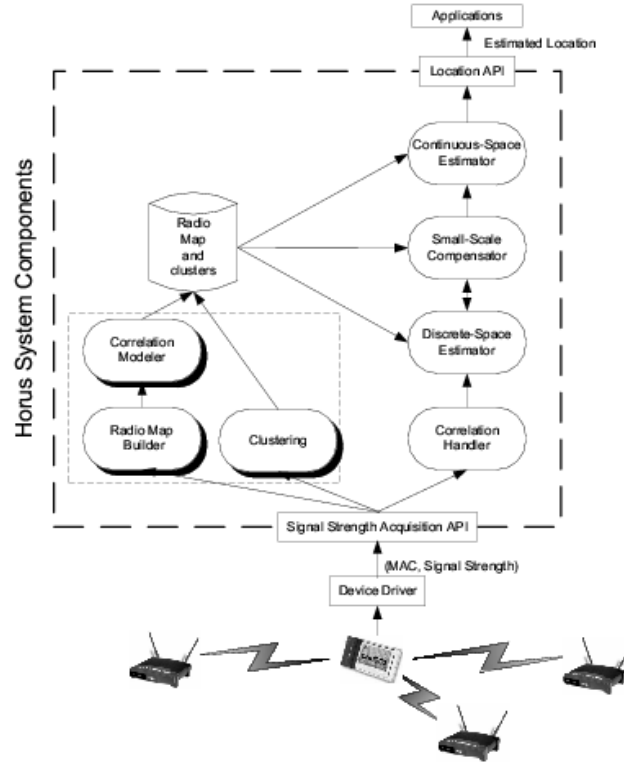 Applications
Estimated Location
Location API
Continuous-Space
Estimator
Radio
Map
and
clusters
Small-Scale
Compensator
Correlation
Modeler
Discrete-Space
Estimator
Radio Map
Builder
Clustering
Correlation
Handler
Horus System Components
Signal Strength Acquisition API
(MAC, Signal Strength)
Device Driver